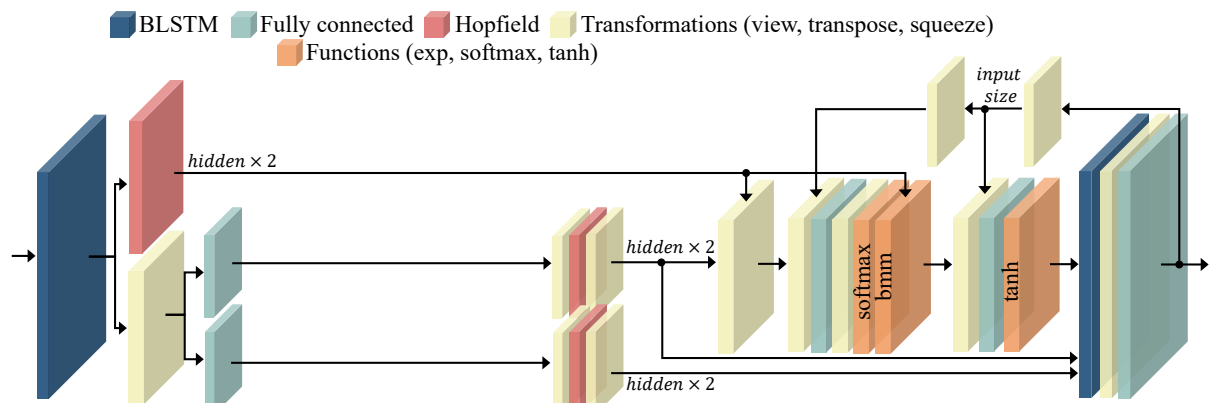 BLSTM Fully connected Hopfield Transformations (view, transpose, squeeze)
Functions (exp, softmax, tanh)
input
size
hidden × 2
hidden × 2
softmax
bmm
tanh
hidden × 2